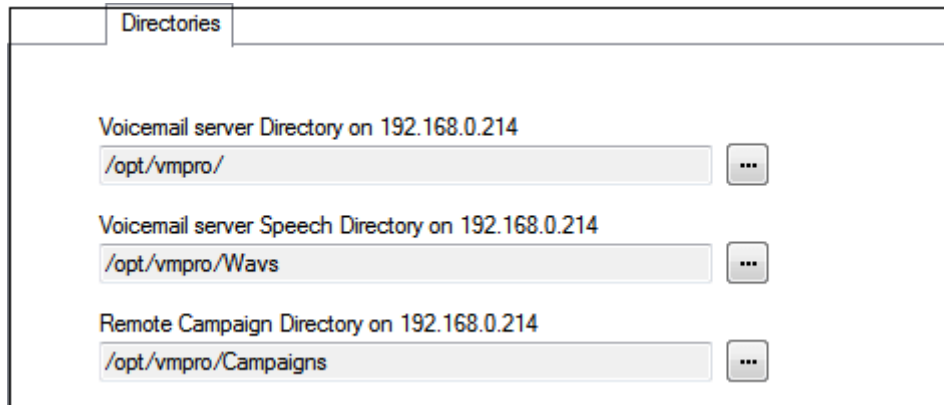 Directories
Voicemail server Directory on 192.168.0.214
/opt/vmpro/
...
Voicemail server Speech Directory on 192.168.0.214
/opt/vmpro/Wavs
...
Remote Campaign Directory on 192.168.0.214
/opt/vmpro/Campaigns
...